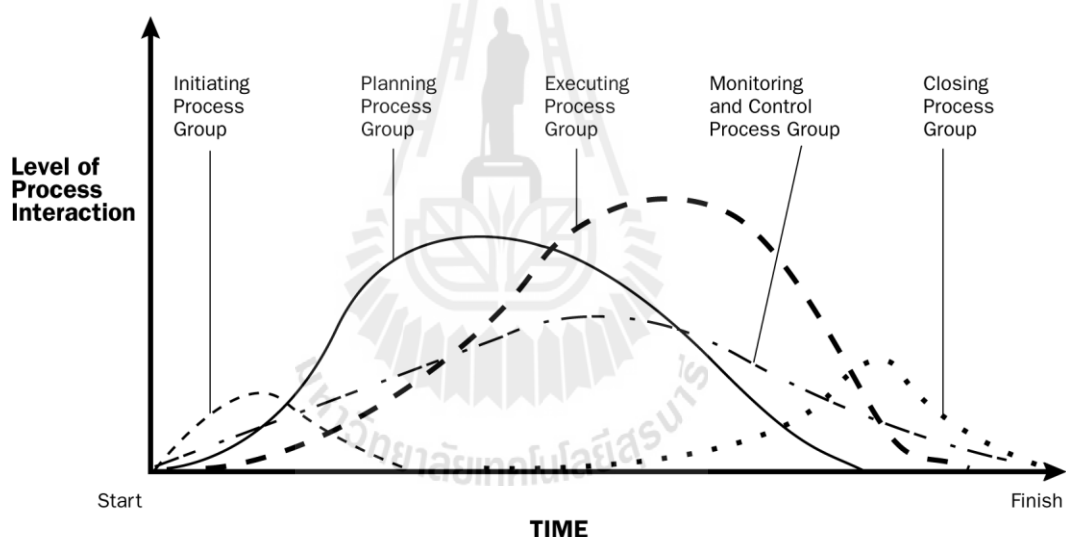 Initiating
Process
Group
Planning
Process
Group
Executing
Process
Group
Monitoring
and Control
Process Group
Closing
Process
Group
Level of
Process
Interaction
Start
Finish
TIME